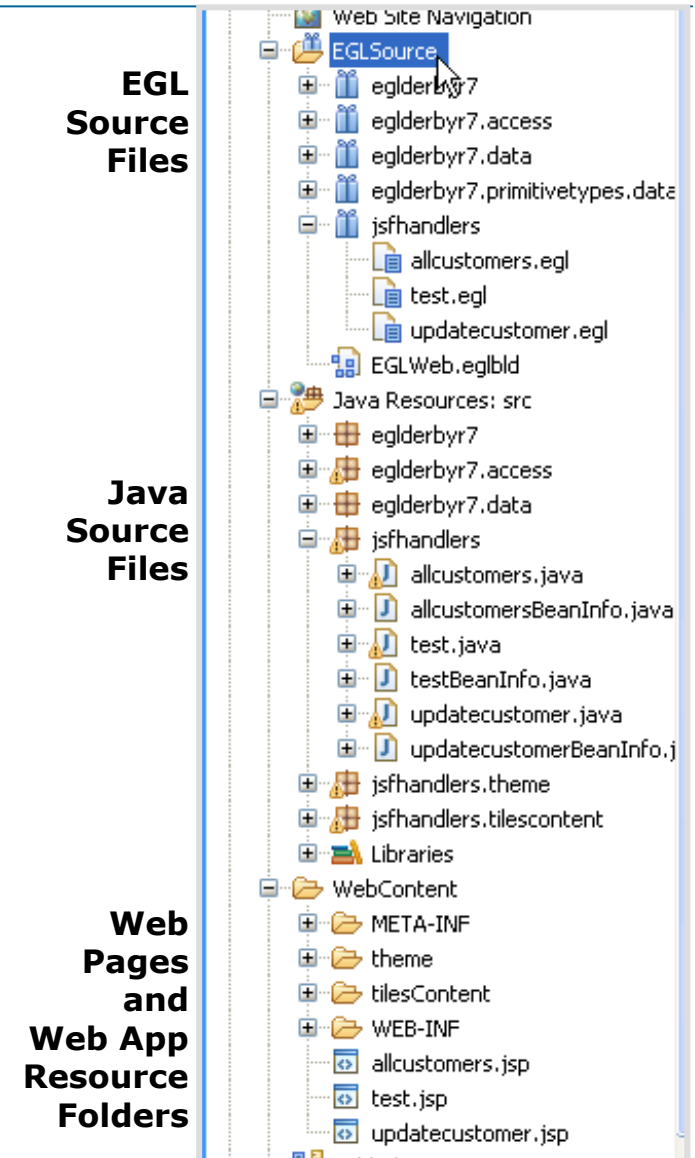 Web Site Navigation
EGLSource
EGL
Source
Files
eglderbyr7
eglderbyr7.access
eglderbyr7.data
eglderbyr7.primitivetypes.data
jsfhandlers
allcustomers.egl
test.egl
updatecustomer.egl
EGLWeb.eglbld
Java Resources: src
eglderbyr7
eglderbyr7.access
eglderbyr7.data
Java
Source
Files
jsfhandlers
allcustomers.java
allcustomersBeanInfo.java
test.java
testBeanInfo.java
updatecustomer.java
updatecustomerBeanInfo.j
jsfhandlers.theme
jsfhandlers.tilescontent
Libraries
WebContent
Web
Pages
and
Web App
Resource
Folders
META-INF
theme
tilesContent
WEB-INF
allcustomers.jsp
test.jsp
updatecustomer.jsp